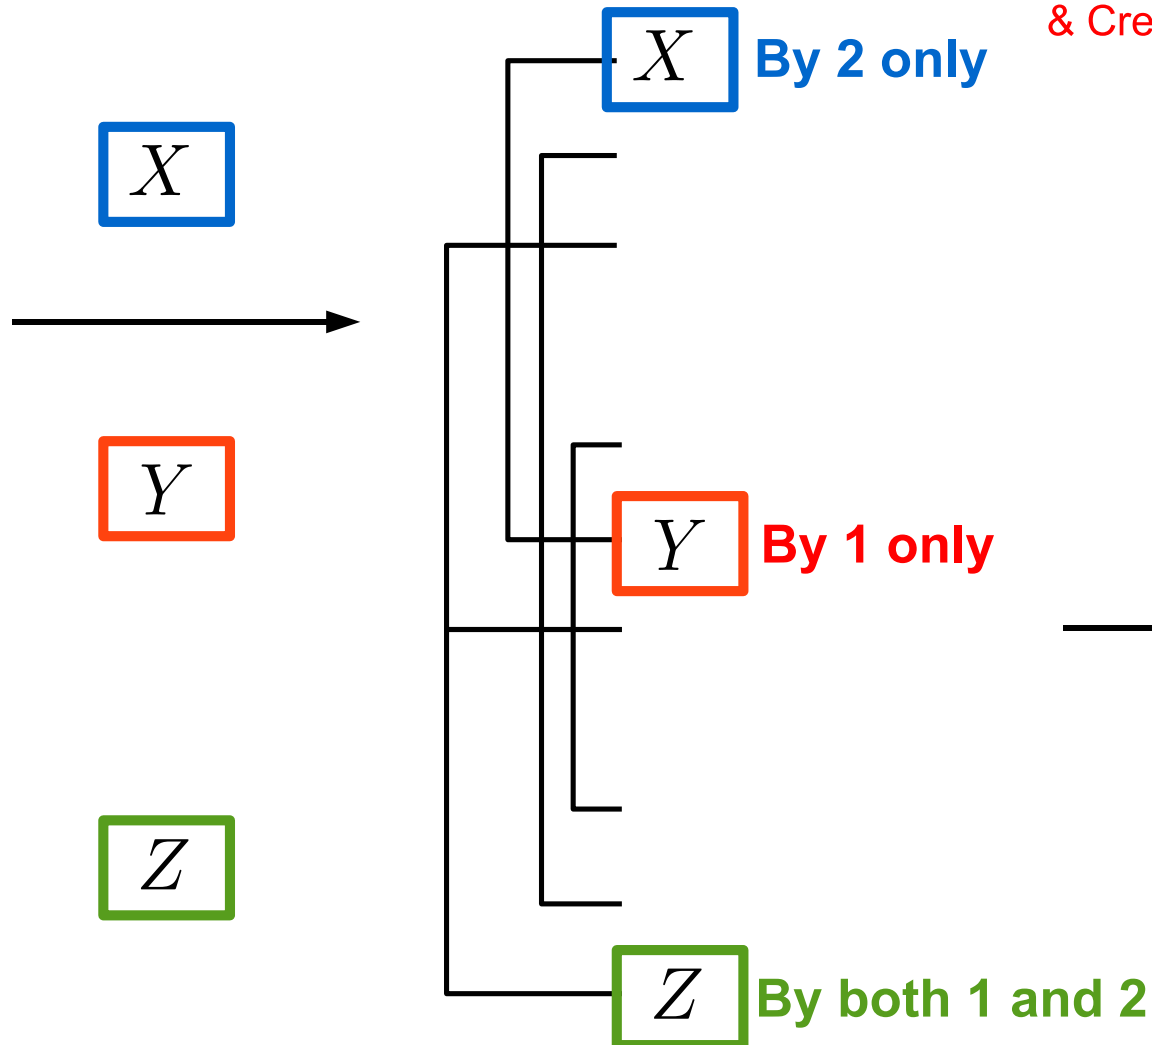 & Cre
X By 2 only
X
Y
Y By 1 only
Z
Z By both 1 and 2